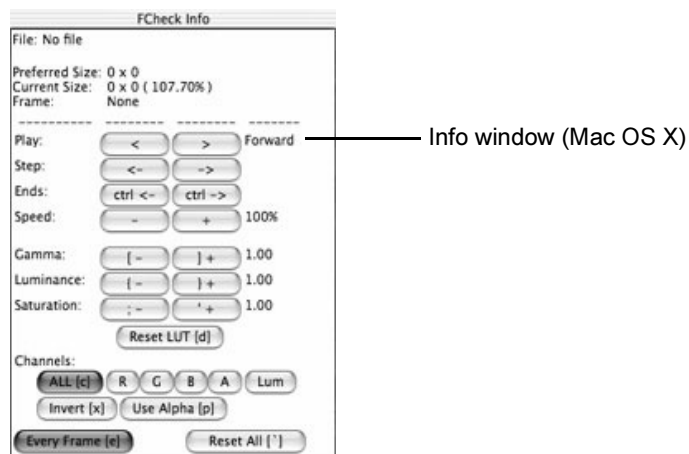 FCheck Info
File: No file
Preferred Size: 0 x 0
Current Size: 0 x 0 ( 107.70% )
Frame: None
---------- -------- -------- -------
Play: < > Forward
Info window (Mac OS X)
Step: <- ->
Ends: ctrl <- ctrl ->
Speed: - + 100%
Gamma: [ - ] + 1.00
Luminance: { - } + 1.00
Saturation: ; - ' + 1.00
Reset LUT [d]
Channels:
ALL [c] R G B A Lum
Invert [x] Use Alpha [p]
Every Frame [e] Reset All [`]